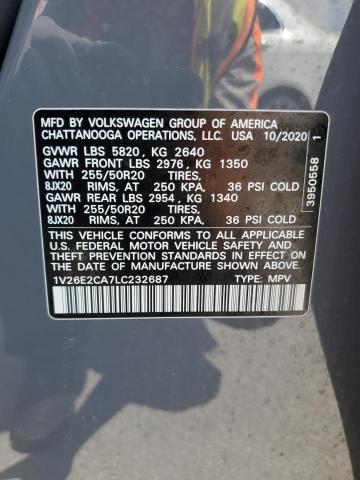 MFD BY VOLKSWAGEN GROUP OF AMERICA
CHATTANOOGA OPERATIONS, LLC. USA 10/2020
GVWR LBS 5820, KG 2640
GAWR FRONT LBS 2976, KG 1350
WITH 255/50R20 TIRES,
8JX20 RIMS, AT 250 KPA, 36 PSI COLD
GAWR REAR LBS 2954, KG 1340
WITH 255/50R20 TIRES,
8JX20 RIMS, AT 250 KPA, 36 PSI COLD
THIS VEHICLE CONFORMS TO ALL APPLICABLE
U.S. FEDERAL MOTOR VEHICLE SAFETY AND
THEFT PREVENTION STANDARDS IN EFFECT ON
THE DATE OF MANUFACTURE SHOWN ABOVE.
1V26E2CA7LC232687 TYPE: MPV
3950558 1